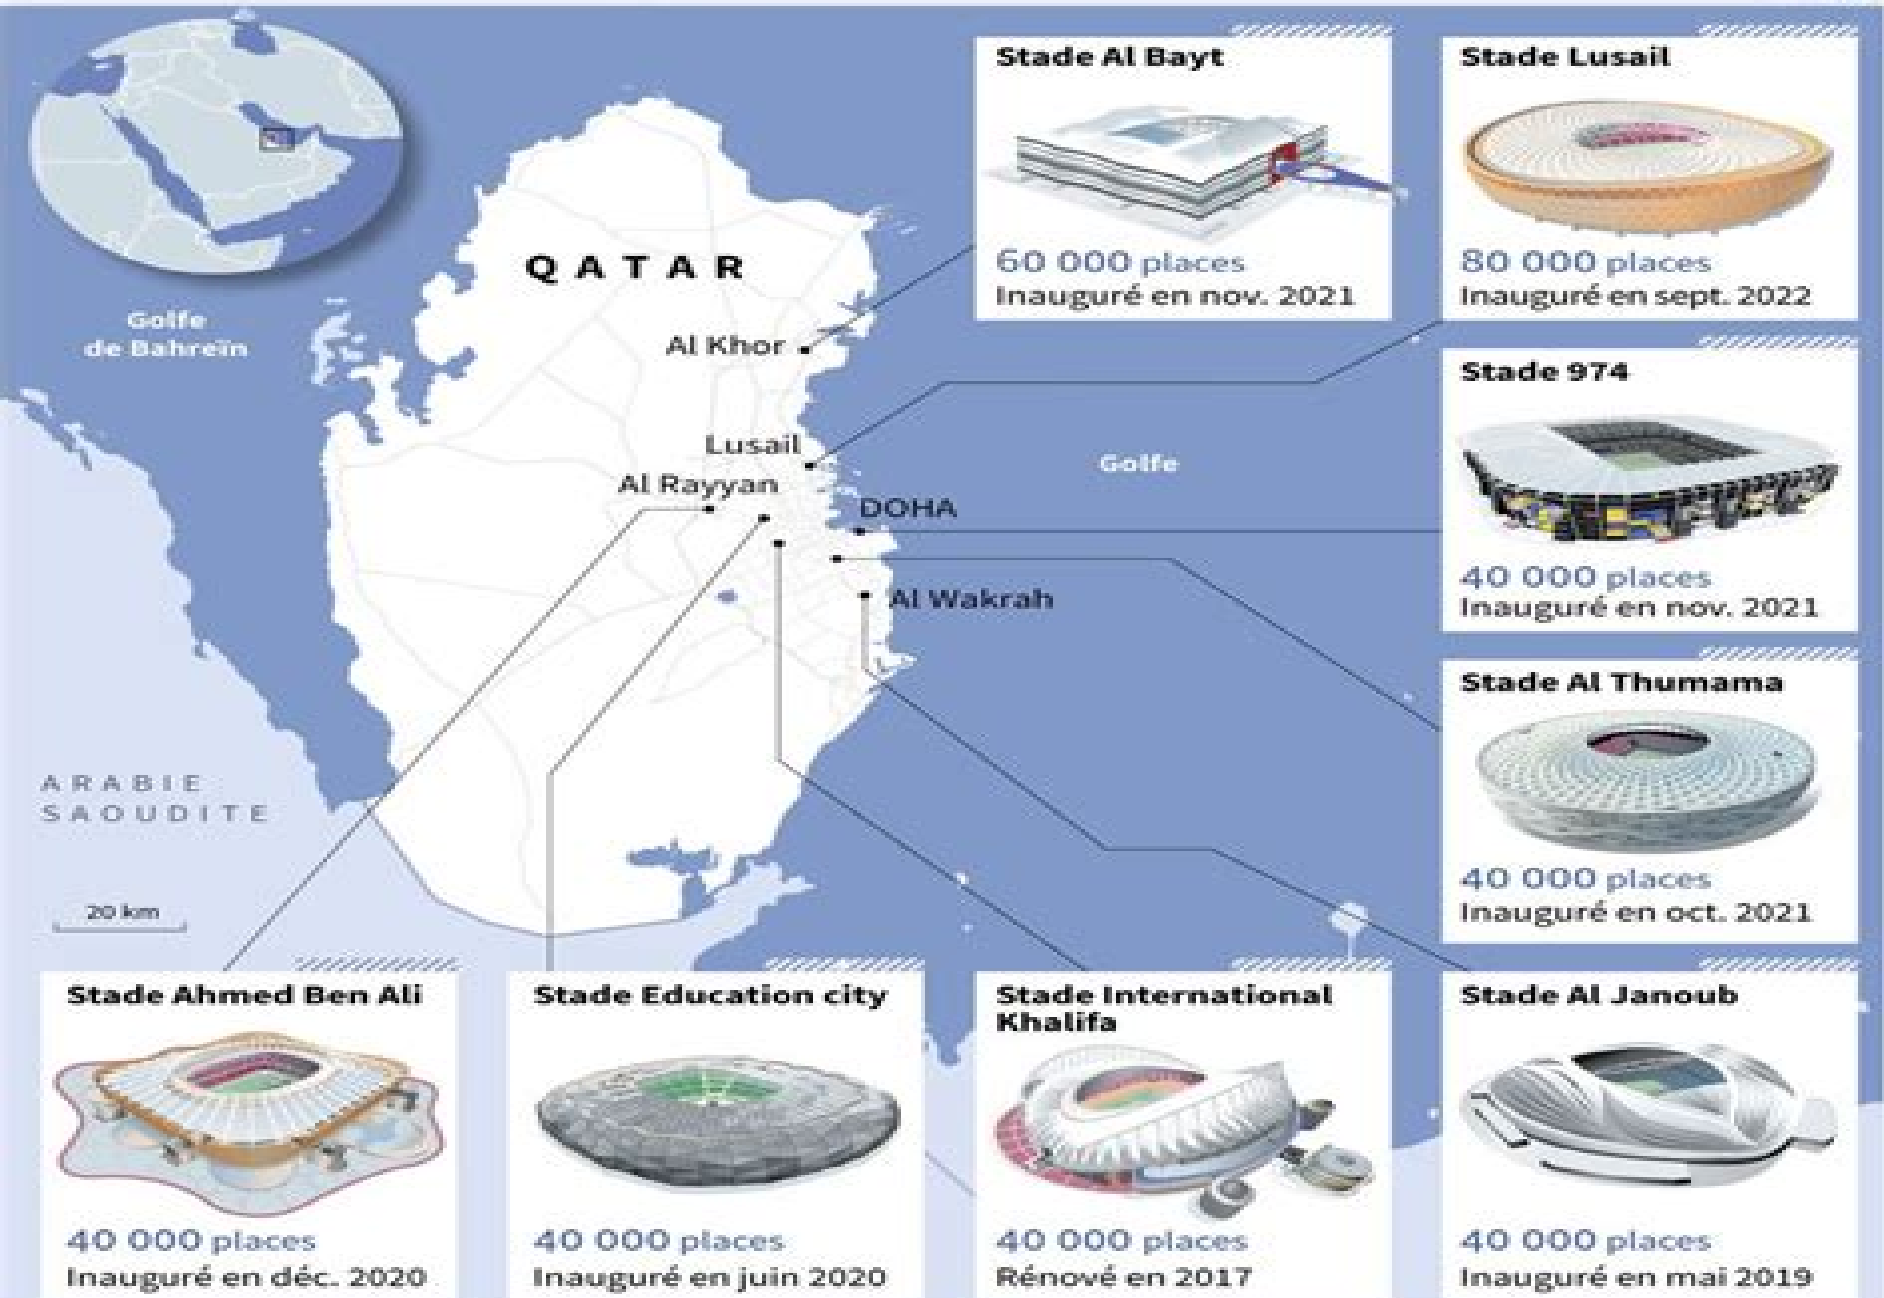 Stade Al Bayt
60 000 places
Inauguré en nov. 2021
Stade Lusail
80 000 places
Inauguré en sept. 2022
QATAR
Golfe
de Bahreïn
Al Khor
Stade 974
40 000 places
Inauguré en nov. 2021
Lusail
Al Rayyan
Golfe
DOHA
Al Wakrah
Stade Al Thumama
40 000 places
Inauguré en oct. 2021
ARABIE
SAOUDITE
20 km
Stade Ahmed Ben Ali
40 000 places
Inauguré en déc. 2020
Stade Education city
40 000 places
Inauguré en juin 2020
Stade International
Khalifa
40 000 places
Rénové en 2017
Stade Al Janoub
40 000 places
Inauguré en mai 2019